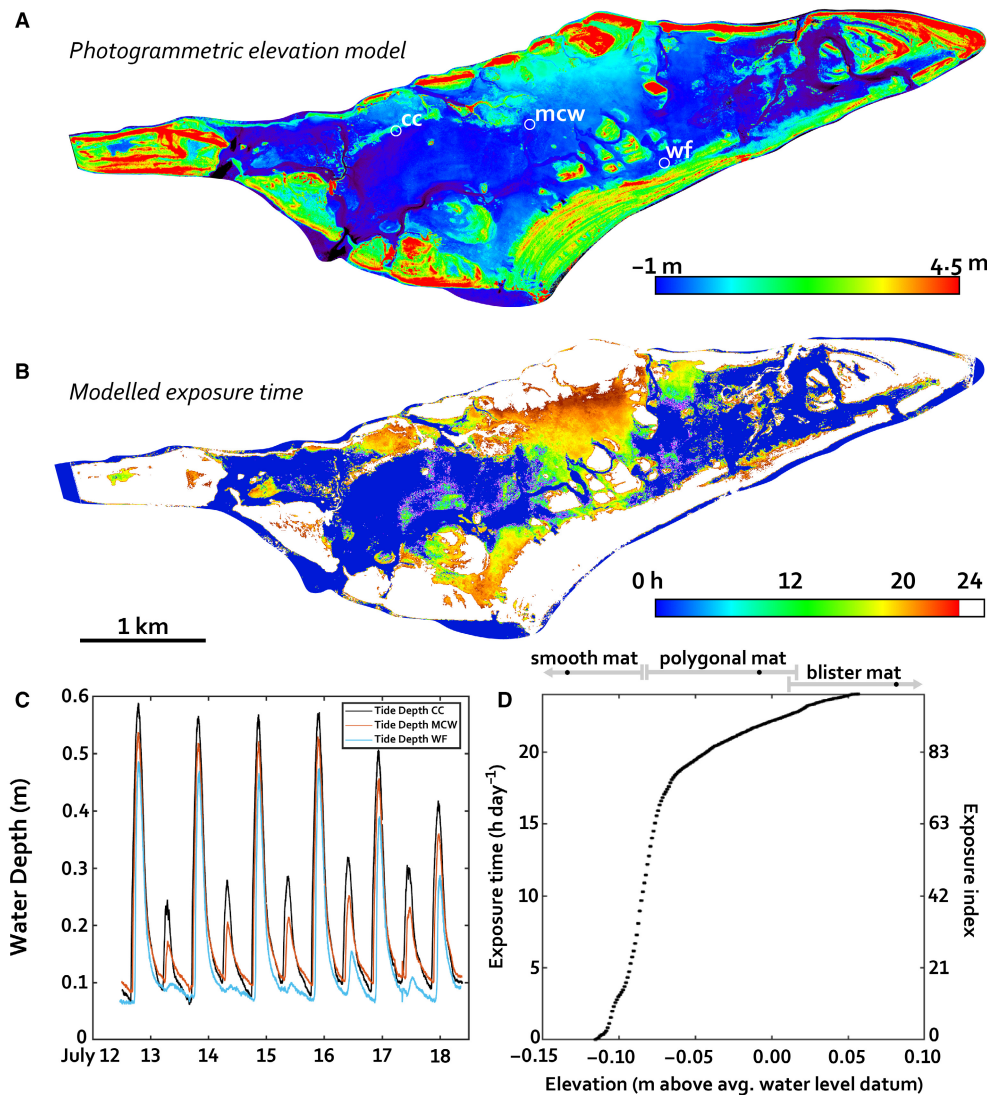 A
Photogrammetric elevation model
cc
mcw
wf
−1 m
4.5 m
B
Modelled exposure time
0 h
12
20
24
1 km
C
Water Depth (m)
0.6
0.5
0.4
0.3
0.2
0.1
0
Tide Depth CC
Tide Depth MCW
Tide Depth WF
July 12
13
14
15
16
17
18
smooth mat
polygonal mat
blister mat
D
Exposure time (h day⁻¹)
20
15
10
5
0
Exposure index
83
63
42
21
0
−0.15
−0.10
−0.05
0.00
0.05
0.10
Elevation (m above avg. water level datum)